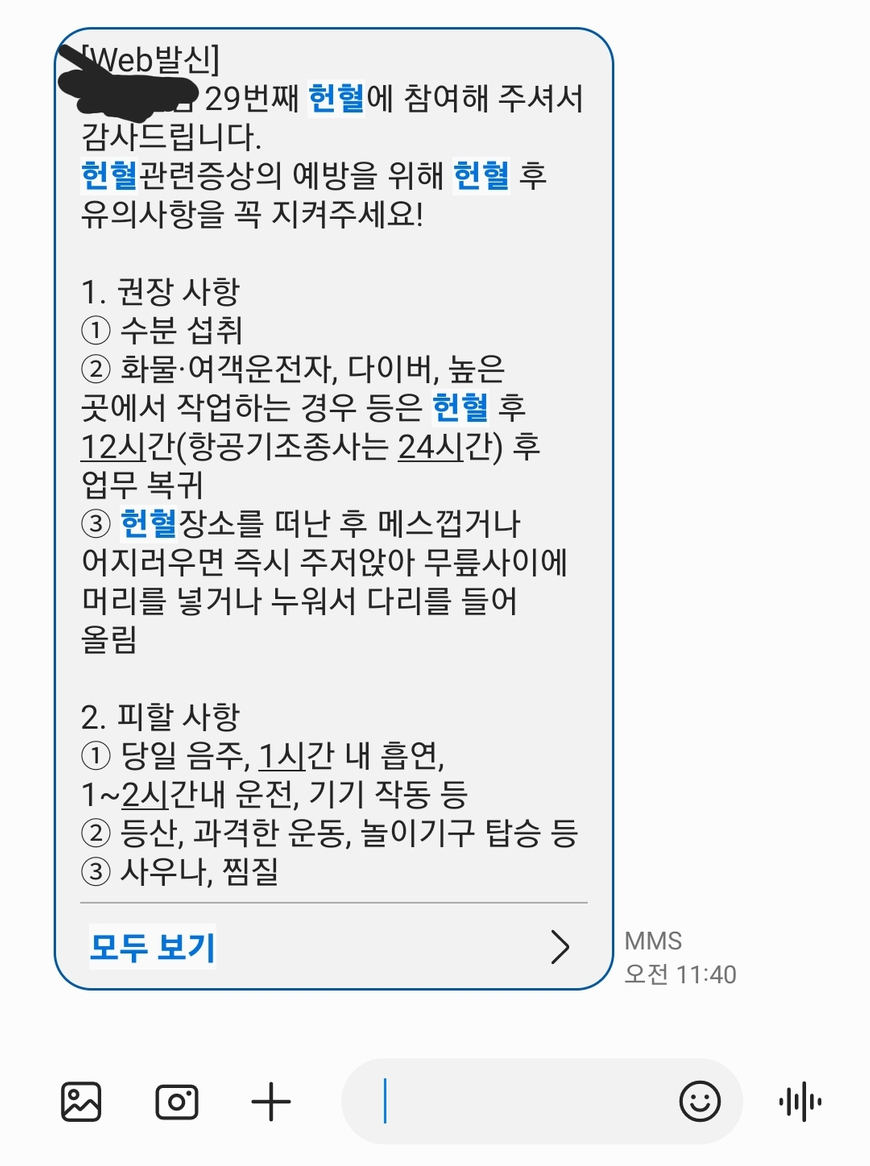 [Web발신]
29번째 헌혈에 참여해 주셔서
감사드립니다.
헌혈관련증상의 예방을 위해 헌혈 후
유의사항을 꼭 지켜주세요!
1. 권장 사항
① 수분 섭취
② 화물·여객운전자, 다이버, 높은
곳에서 작업하는 경우 등은 헌혈 후
12시간(항공기조종사는 24시간) 후
업무 복귀
③ 헌혈장소를 떠난 후 메스껍거나
어지러우면 즉시 주저앉아 무릎사이에
머리를 넣거나 누워서 다리를 들어
올림
2. 피할 사항
① 당일 음주, 1시간 내 흡연,
1~2시간내 운전, 기기 작동 등
② 등산, 과격한 운동, 놀이기구 탑승 등
③ 사우나, 찜질
모두 보기
MMS
오전 11:40